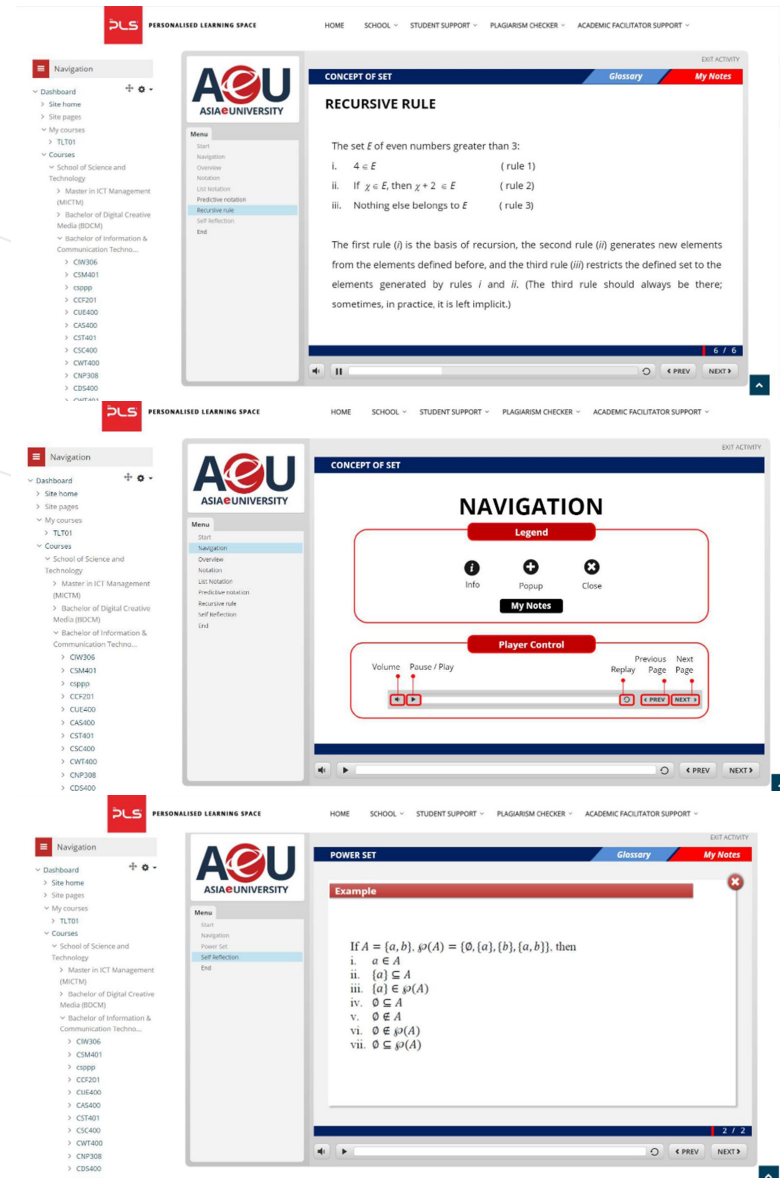 PLS PERSONALISED LEARNING SPACE HOME SCHOOL STUDENT SUPPORT PLAGIARISM CHECKER ACADEMIC FACILITATOR SUPPORT
Navigation
Dashboard
Site home
Site pages
My courses
TLT01
Courses
School of Science and
Technology
Master in ICT Management
(MICTM)
Bachelor of Digital Creative
Media (BDCM)
Bachelor of Information &
Communication Techno...
CIW306
CSM401
csppp
CCF201
CUE400
CAS400
CST401
CSC400
CWT400
CNP308
CDS400
CWT401
AeU
ASIAeUNIVERSITY
Menu
Start
Navigation
Overview
Notation
List Notation
Predictive notation
Recursive rule
Self Reflection
End
EXIT ACTIVITY
CONCEPT OF SET Glossary My Notes
RECURSIVE RULE
The set E of even numbers greater than 3:
i. 4 ∈ E ( rule 1)
ii. If χ ∈ E, then χ + 2 ∈ E ( rule 2)
iii. Nothing else belongs to E ( rule 3)
The first rule (i) is the basis of recursion, the second rule (ii) generates new elements
from the elements defined before, and the third rule (iii) restricts the defined set to the
elements generated by rules i and ii. (The third rule should always be there;
sometimes, in practice, it is left implicit.)
6 / 6
PREV NEXT
PLS PERSONALISED LEARNING SPACE HOME SCHOOL STUDENT SUPPORT PLAGIARISM CHECKER ACADEMIC FACILITATOR SUPPORT
Navigation
Dashboard
Site home
Site pages
My courses
TLT01
Courses
School of Science and
Technology
Master in ICT Management
(MICTM)
Bachelor of Digital Creative
Media (BDCM)
Bachelor of Information &
Communication Techno...
CIW306
CSM401
csppp
CCF201
CUE400
CAS400
CST401
CSC400
CWT400
CNP308
CDS400
AeU
ASIAeUNIVERSITY
Menu
Start
Navigation
Overview
Notation
List Notation
Predictive notation
Recursive rule
Self Reflection
End
EXIT ACTIVITY
CONCEPT OF SET
NAVIGATION
Legend
Info Popup Close
My Notes
Player Control
Volume Pause / Play Replay Previous Page Next Page
PREV NEXT
PREV NEXT
PLS PERSONALISED LEARNING SPACE HOME SCHOOL STUDENT SUPPORT PLAGIARISM CHECKER ACADEMIC FACILITATOR SUPPORT
Navigation
Dashboard
Site home
Site pages
My courses
TLT01
Courses
School of Science and
Technology
Master in ICT Management
(MICTM)
Bachelor of Digital Creative
Media (BDCM)
Bachelor of Information &
Communication Techno...
CIW306
CSM401
csppp
CCF201
CUE400
CAS400
CST401
CSC400
CWT400
CNP308
CDS400
AeU
ASIAeUNIVERSITY
Menu
Start
Navigation
Power Set
Self Reflection
End
EXIT ACTIVITY
POWER SET Glossary My Notes
Example
If A = {a, b}, ℘(A) = {∅, {a}, {b}, {a, b}}, then
i. a ∈ A
ii. {a} ⊆ A
iii. {a} ∈ ℘(A)
iv. ∅ ⊆ A
v. ∅ ∉ A
vi. ∅ ∈ ℘(A)
vii. ∅ ⊆ ℘(A)
2 / 2
PREV NEXT